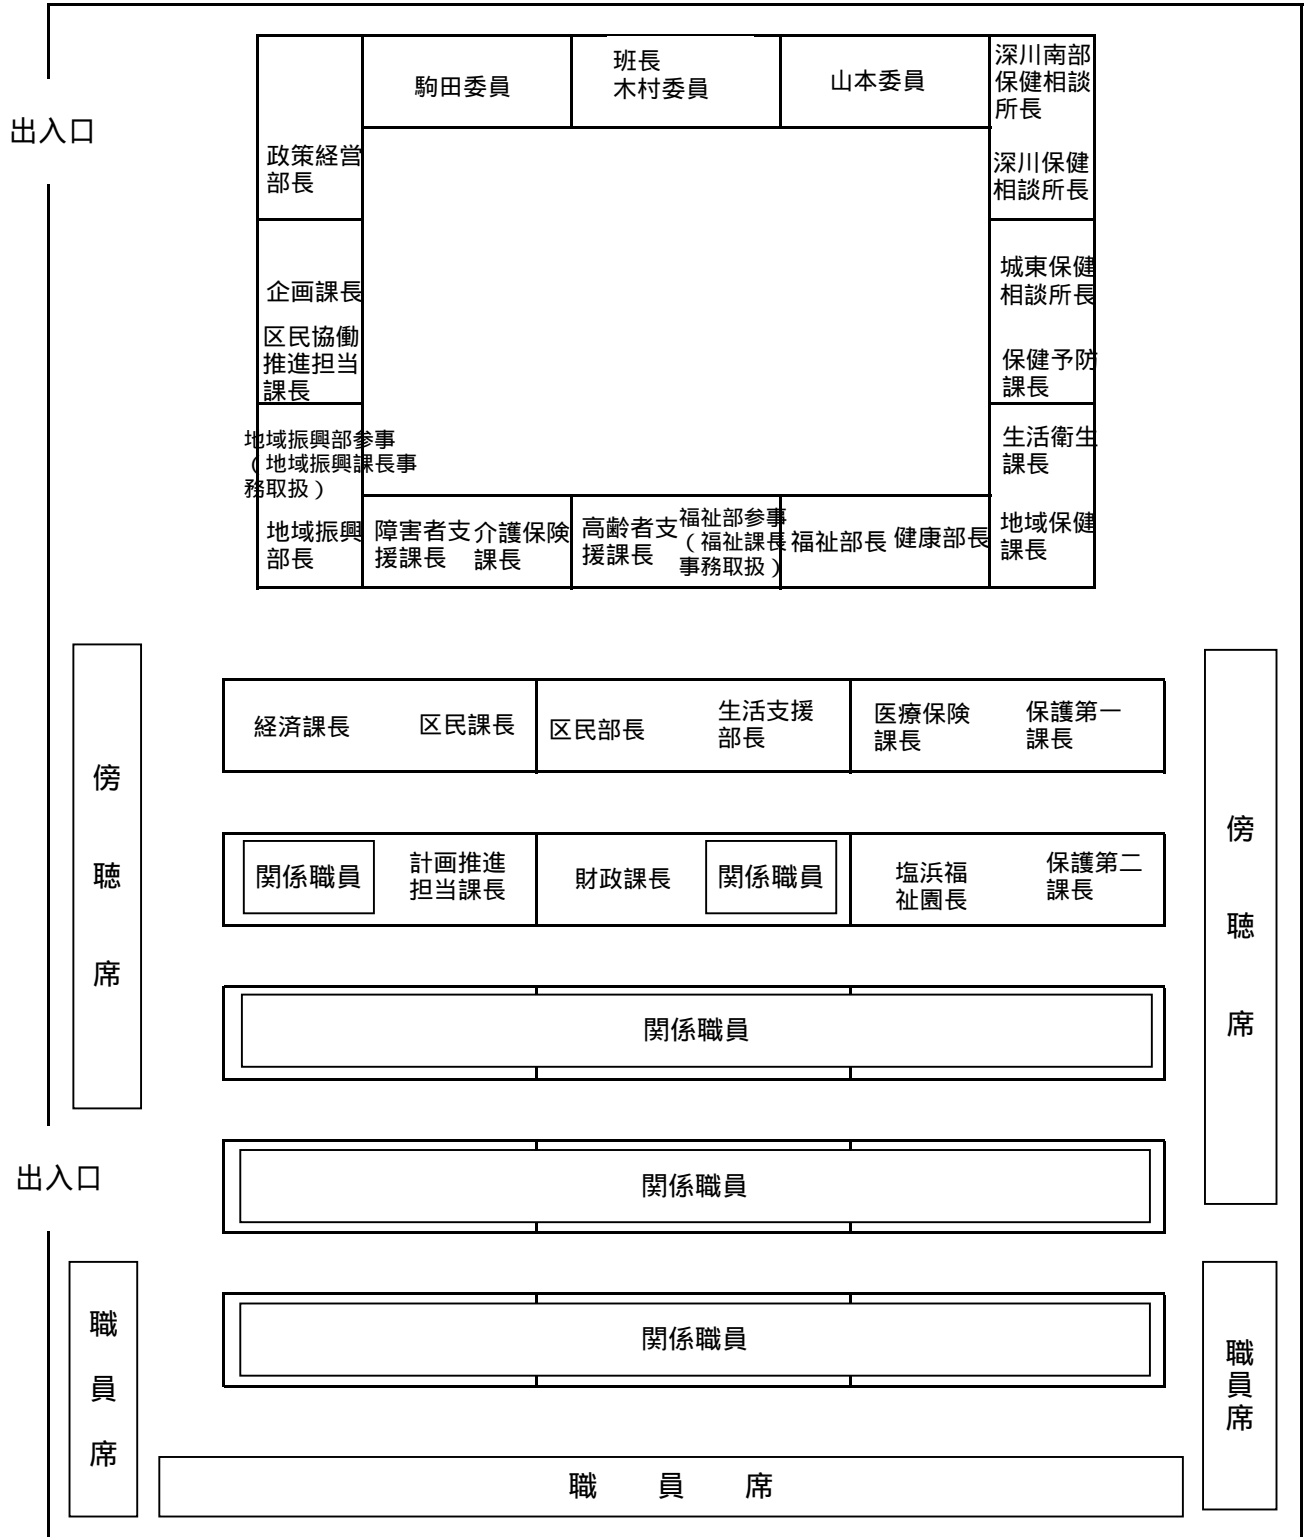 出入口
駒田委員
班長
木村委員
山本委員
深川南部
保健相談
所長
政策経営
部長
深川保健
相談所長
企画課長
城東保健
相談所長
区民協働
推進担当
課長
保健予防
課長
地域振興部参事
(地域振興課長事
務取扱)
生活衛生
課長
地域振興
部長
障害者支
援課長
介護保険
課長
高齢者支
援課長
福祉部参事
(福祉課長
事務取扱)
福祉部長
健康部長
地域保健
課長
経済課長
区民課長
区民部長
生活支援
部長
医療保険
課長
保護第一
課長
傍聴席
傍聴席
関係職員
計画推進
担当課長
財政課長
関係職員
塩浜福
祉園長
保護第二
課長
関係職員
出入口
関係職員
関係職員
職員席
職員席
職 員 席